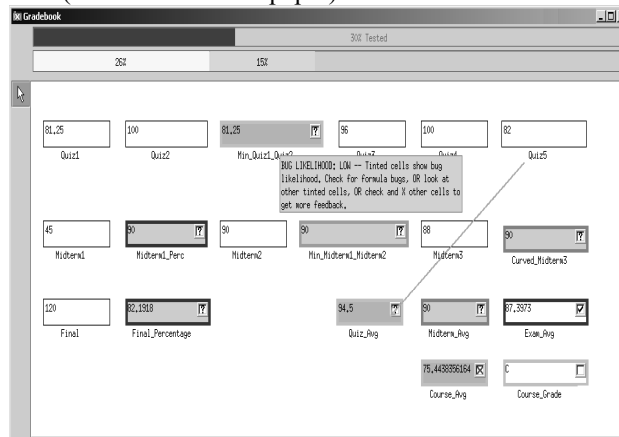 Gradebook
30% Tested
26% 15%
81.25 100 81.25 ? 96 100 82
Quiz1 Quiz2 Min_Quiz1_Quiz2 Quiz3 Quiz4 Quiz5
BUG LIKELIHOOD: LOW -- Tinted cells show bug
likelihood. Check for formula bugs, OR look at
other tinted cells, OR check and X other cells to
get more feedback.
45 90 ? 90 90 ? 88 90 ?
Midterm1 Midterm1_Perc Midterm2 Min_Midterm1_Midterm2 Midterm3 Curved_Midterm3
120 82.1918 ? 94.5 ? 90 ? 87.3973
Final Final_Percentage Quiz_Avg Midterm_Avg Exam_Avg
75.4438356164 C
Course_Avg Course_Grade